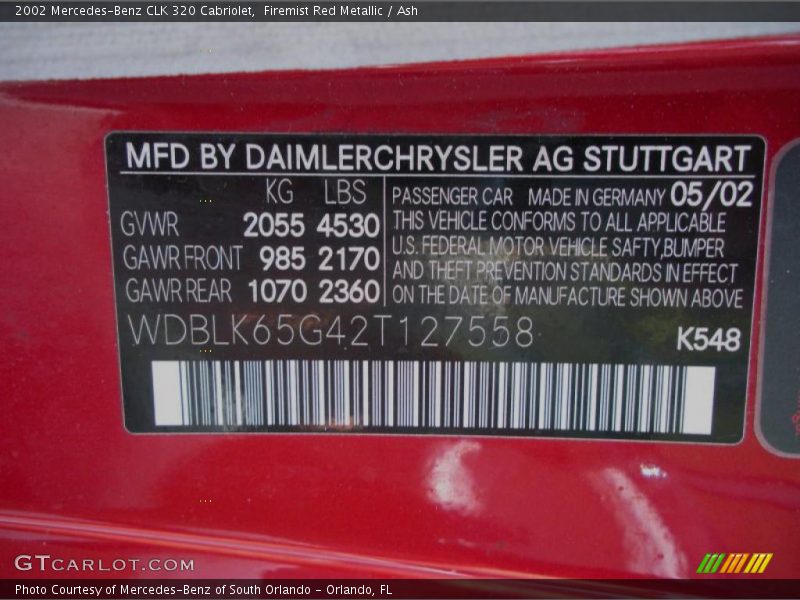 2002 Mercedes-Benz CLK 320 Cabriolet,  Firemist Red Metallic / Ash
MFD BY DAIMLERCHRYSLER AG STUTTGART
KG LBS
GVWR 2055 4530
GAWR FRONT 985 2170
GAWR REAR 1070 2360
PASSENGER CAR MADE IN GERMANY 05/02
THIS VEHICLE CONFORMS TO ALL APPLICABLE
U.S. FEDERAL MOTOR VEHICLE SAFTY,BUMPER
AND THEFT PREVENTION STANDARDS IN EFFECT
ON THE DATE OF MANUFACTURE SHOWN ABOVE
WDBLK65G42T127558
K548
GTCARLOT.COM
Photo Courtesy of Mercedes-Benz of South Orlando - Orlando, FL